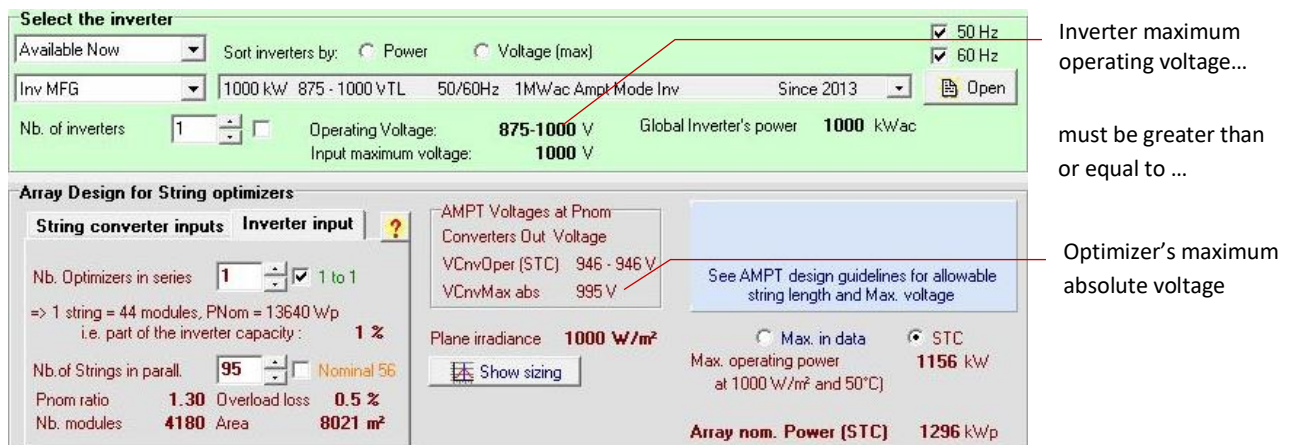 Select the inverter
Available Now Sort inverters by: Power Voltage (max) 50 Hz
60 Hz
Inv MFG 1000 kW 875 - 1000 V TL 50/60Hz 1MWac Ampt Mode Inv Since 2013 Open
Nb. of inverters 1 Operating Voltage: 875-1000 V Global Inverter's power 1000 kWac
Input maximum voltage: 1000 V
Inverter maximum
operating voltage…
must be greater than
or equal to …
Optimizer's maximum
absolute voltage
Array Design for String optimizers
String converter inputs Inverter input ?
Nb. Optimizers in series 1 1 to 1
=> 1 string = 44 modules, PNom = 13640 Wp
i.e. part of the inverter capacity : 1 %
Nb.of Strings in parall. 95 Nominal 56
Pnom ratio 1.30 Overload loss 0.5 %
Nb. modules 4180 Area 8021 m²
AMPT Voltages at Pnom
Converters Out Voltage
VCnvOper (STC) 946 - 946 V
VCnvMax abs 995 V
Plane irradiance 1000 W/m²
Show sizing
See AMPT design guidelines for allowable
string length and Max. voltage
Max. in data STC
Max. operating power 1156 kW
at 1000 W/m² and 50°C)
Array nom. Power (STC) 1296 kWp